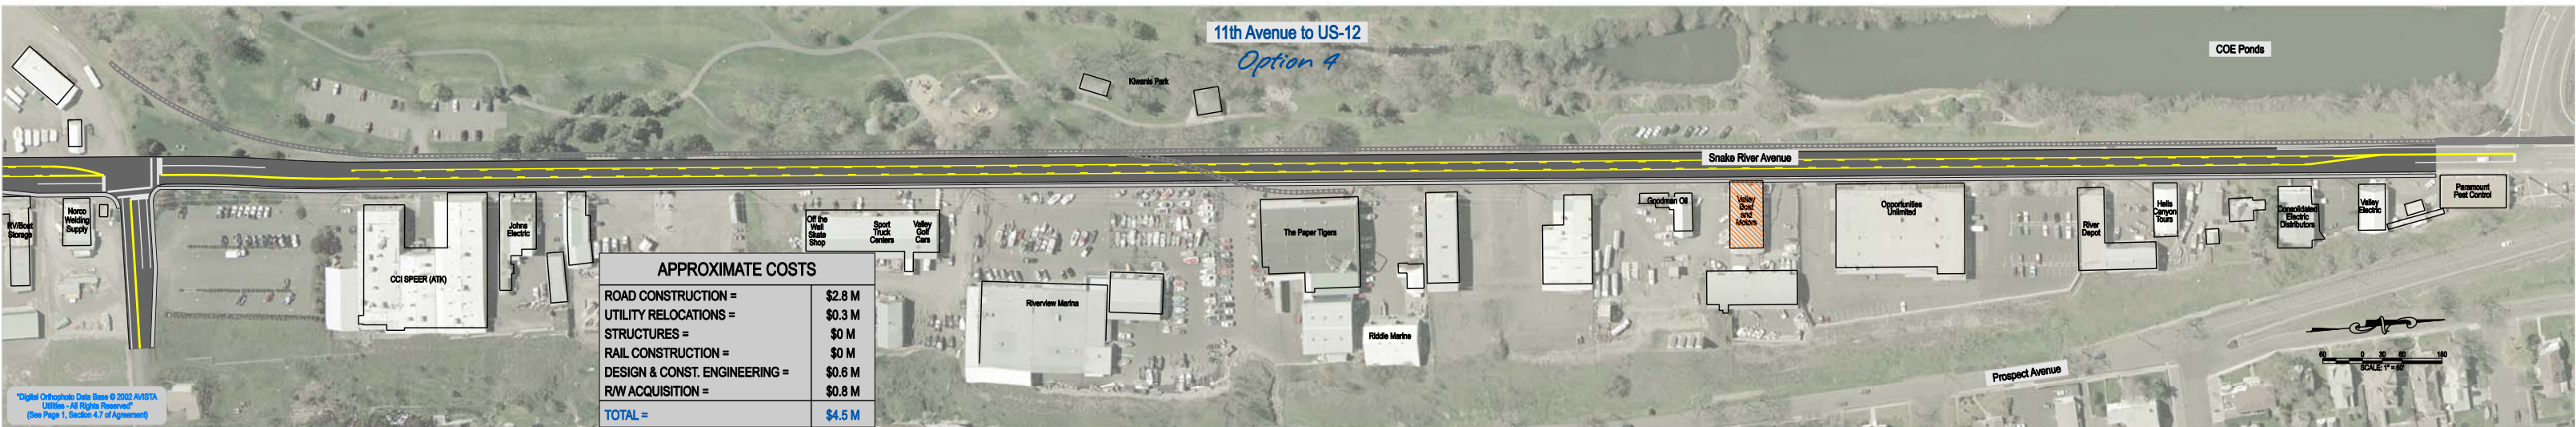 11th Avenue to US-12
Option 4
COE Ponds
Kiwanis Park
Snake River Avenue
RV/Boat
Storage
Norco
Welding
Supply
CCI SPEER (ATK)
Johns
Electric
Off the
Wall
Skate
Shop
Sport
Truck
Centers
Valley
Golf
Cars
Riverview Marina
The Paper Tigers
Riddle Marine
Goodman Oil
Valley
Boat
and
Motors
Opportunities
Unlimited
River
Depot
Hells
Canyon
Tours
Consolidated
Electric
Distributors
Valley
Electric
Paramount
Pest Control
Prospect Avenue
60 0 30 60 180
SCALE: 1" = 60'
APPROXIMATE COSTS
ROAD CONSTRUCTION = $2.8 M
UTILITY RELOCATIONS = $0.3 M
STRUCTURES = $0 M
RAIL CONSTRUCTION = $0 M
DESIGN & CONST. ENGINEERING = $0.6 M
R/W ACQUISITION = $0.8 M
TOTAL = $4.5 M
"Digital Orthophoto Data Base © 2002 AVISTA
Utilities - All Rights Reserved"
(See Page 1, Section 4.7 of Agreement)